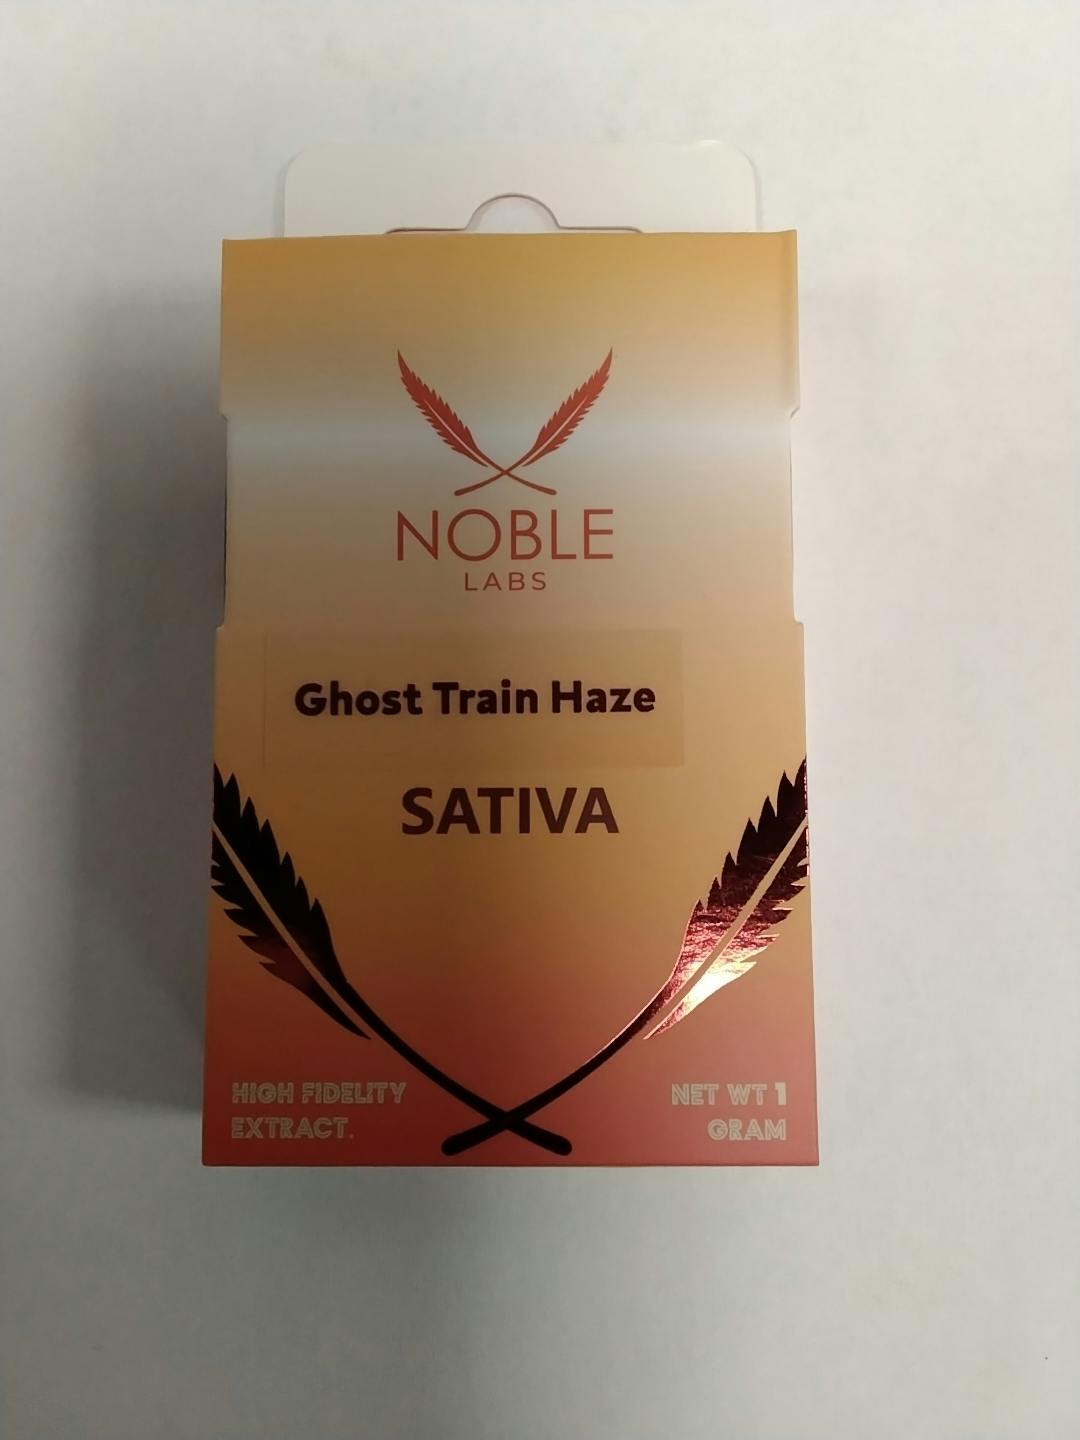 NOBLE
LABS
Ghost Train Haze
SATIVA
HIGH FIDELITY
EXTRACT.
NET WT 1
GRAM